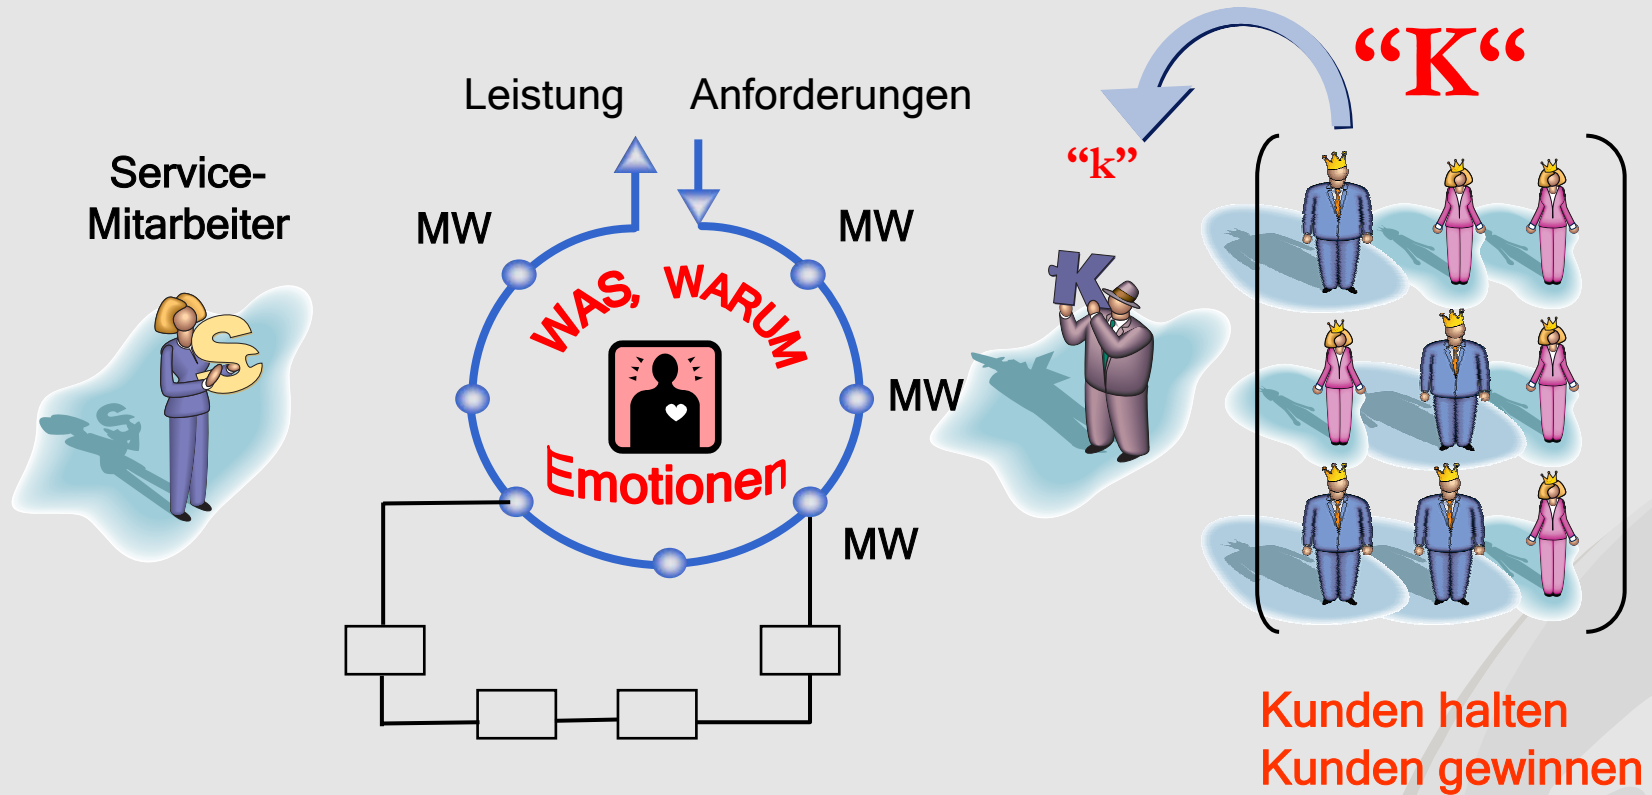 “K“
Leistung Anforderungen
“k”
Service-
Mitarbeiter
MW
MW
WAS, WARUM
S
K
MW
Emotionen
MW
Kunden halten
Kunden gewinnen